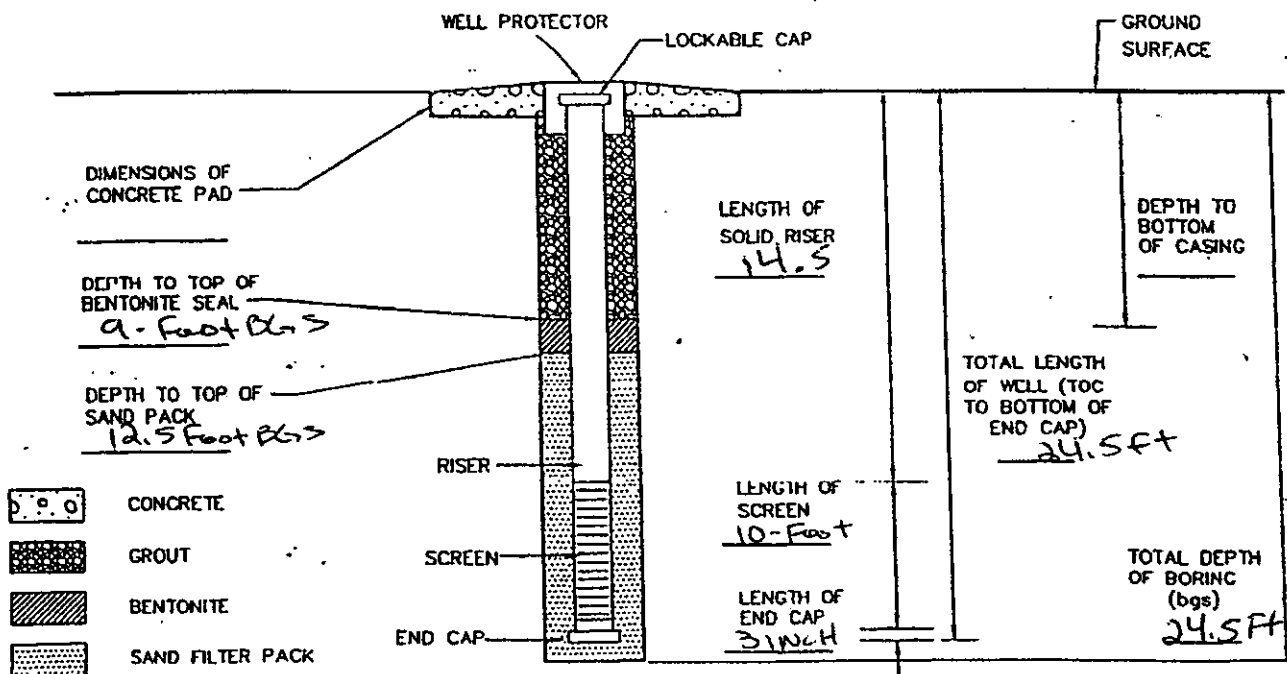 WELL PROTECTOR
LOCKABLE CAP
GROUND
SURFACE
DIMENSIONS OF
CONCRETE PAD
LENGTH OF
SOLID RISER
14.5
DEPTH TO
BOTTOM
OF CASING
DEPTH TO TOP OF
BENTONITE SEAL
9-Foot BGS
DEPTH TO TOP OF
SAND PACK
12.5 Foot BGS
TOTAL LENGTH
OF WELL (TOC
TO BOTTOM OF
END CAP)
24.5 ft
RISER
LENGTH OF
SCREEN
10-Foot
CONCRETE
GROUT
BENTONITE
SAND FILTER PACK
SCREEN
END CAP
LENGTH OF
END CAP
3 INCH
TOTAL DEPTH
OF BORING
(bgs)
24.5 Ft